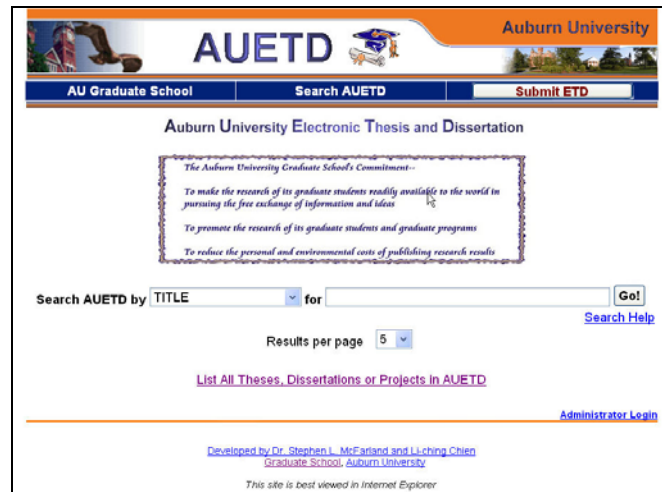 AUETD
Auburn University
AU Graduate School Search AUETD Submit ETD
Auburn University Electronic Thesis and Dissertation
The Auburn University Graduate School's Commitment--
To make the research of its graduate students readily available to the world in
pursuing the free exchange of information and ideas
To promote the research of its graduate students and graduate programs
To reduce the personal and environmental costs of publishing research results
Search AUETD by TITLE for Go!
Search Help
Results per page 5
List All Theses, Dissertations or Projects in AUETD
Administrator Login
Developed by Dr. Stephen L. McFarland and Li-ching Chien
Graduate School, Auburn University
This site is best viewed in Internet Explorer